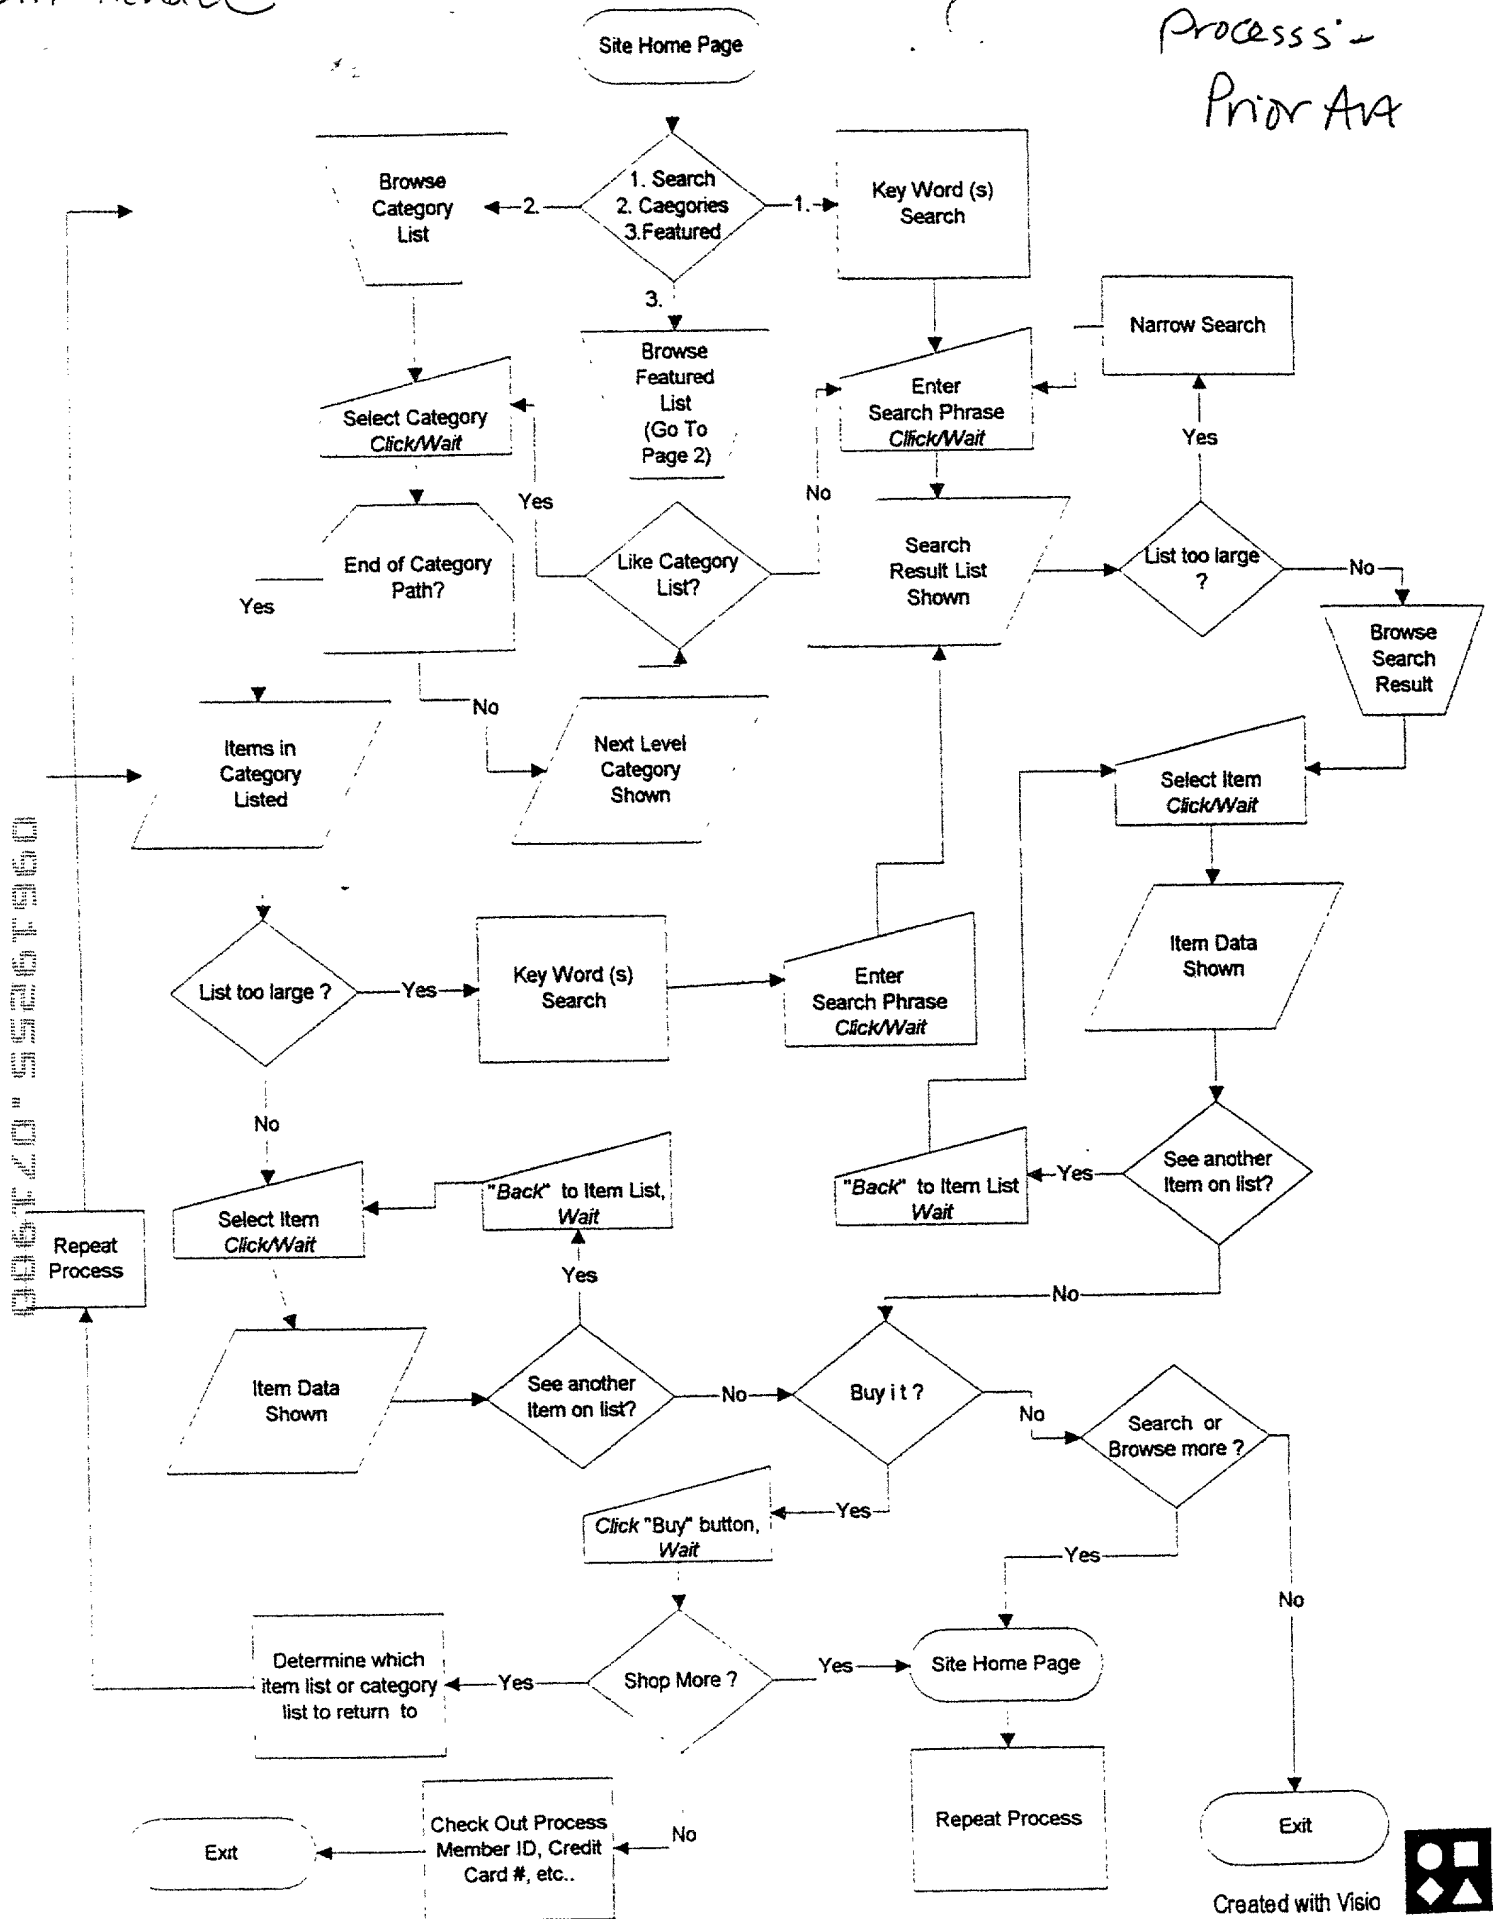 Processs -
Prior Art
Site Home Page
1. Search
2. Caegories
3.Featured
2.
1.
3.
Browse
Category
List
Key Word (s)
Search
Narrow Search
Browse
Featured
List
(Go To
Page 2)
Select Category
Click/Wait
Enter
Search Phrase
Cllick/Wait
Yes
Yes
No
End of Category
Path?
Like Category
List?
Search
Result List
Shown
List too large
?
No
Yes
Browse
Search
Result
No
Items in
Category
Listed
Next Level
Category
Shown
Select Item
Click/Wait
Item Data
Shown
List too large ?
Yes
Key Word (s)
Search
Enter
Search Phrase
Click/Wait
No
See another
Item on list?
Yes
"Back" to Item List
Wait
"Back" to Item List,
Wait
Select Item
Click/Wait
Repeat
Process
Yes
No
Item Data
Shown
See another
Item on list?
No
Buy it ?
No
Search or
Browse more ?
Click "Buy" button,
Wait
Yes
Yes
No
Determine which
item list or category
list to return to
Yes
Shop More ?
Yes
Site Home Page
Repeat Process
Exit
Check Out Process
Member ID, Credit
Card #, etc..
No
Exit
Created with Visio